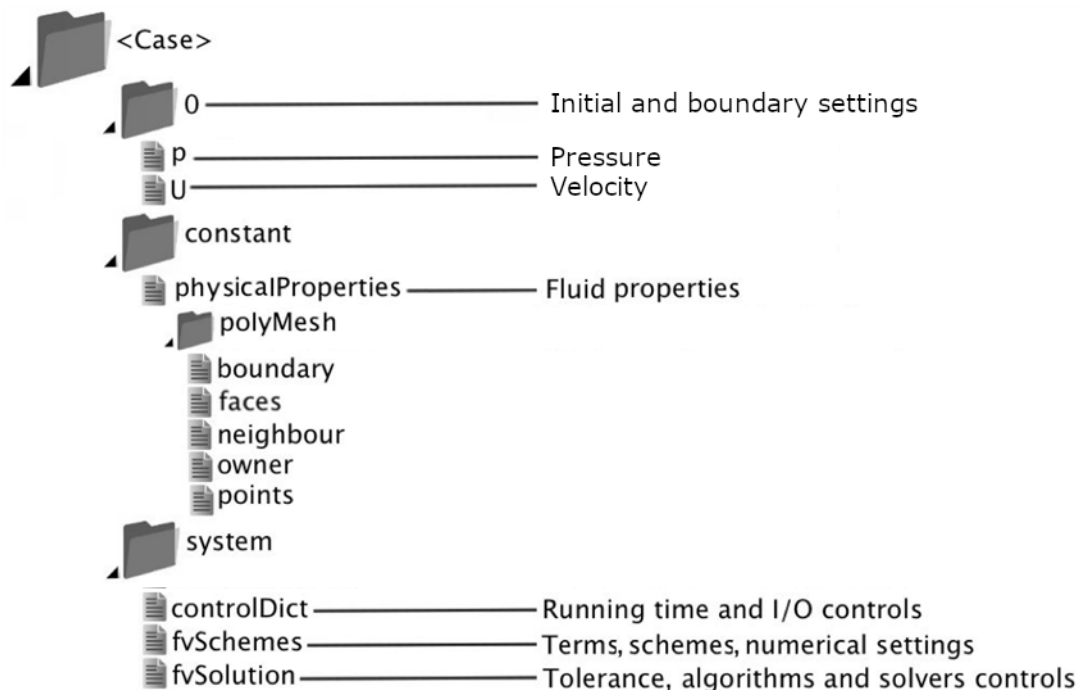 <Case>
0 Initial and boundary settings
p Pressure
U Velocity
constant
physicalProperties Fluid properties
polyMesh
boundary
faces
neighbour
owner
points
system
controlDict Running time and I/O controls
fvSchemes Terms, schemes, numerical settings
fvSolution Tolerance, algorithms and solvers controls